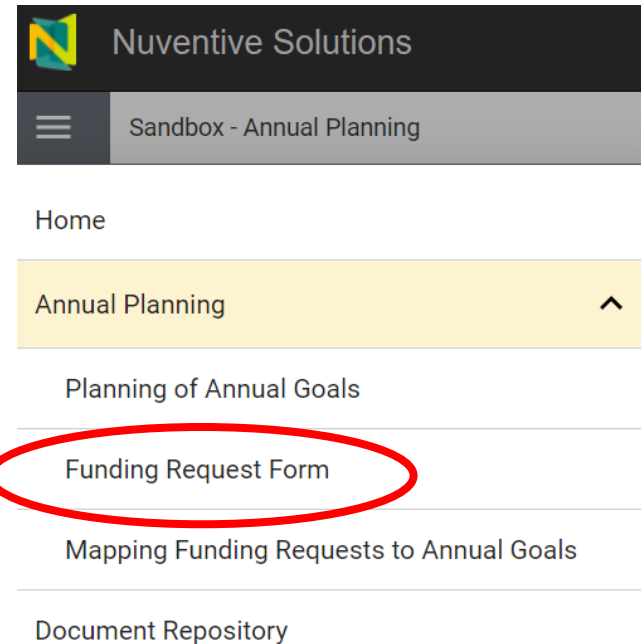 Nuventive Solutions
Sandbox - Annual Planning
Home
Annual Planning
Planning of Annual Goals
Funding Request Form
Mapping Funding Requests to Annual Goals
Document Repository